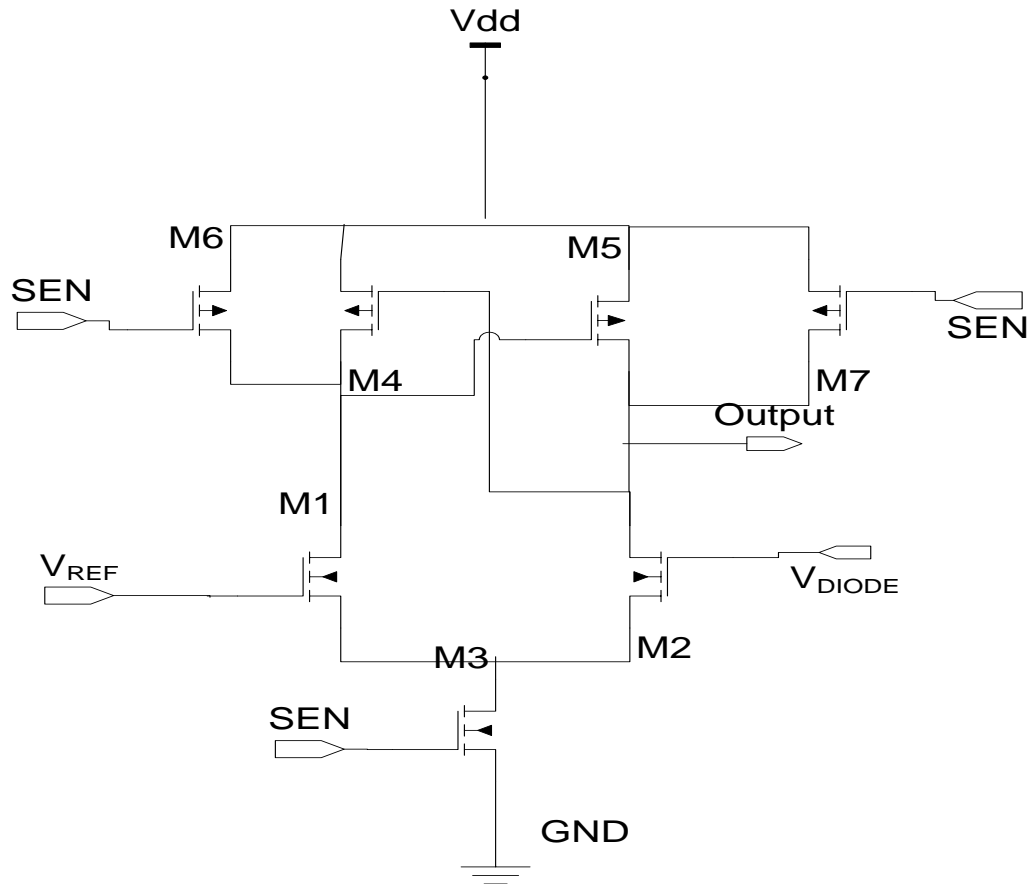 Vdd
M6
M5
SEN
SEN
M4
M7
Output
M1
VREF
VDIODE
M3
M2
SEN
GND